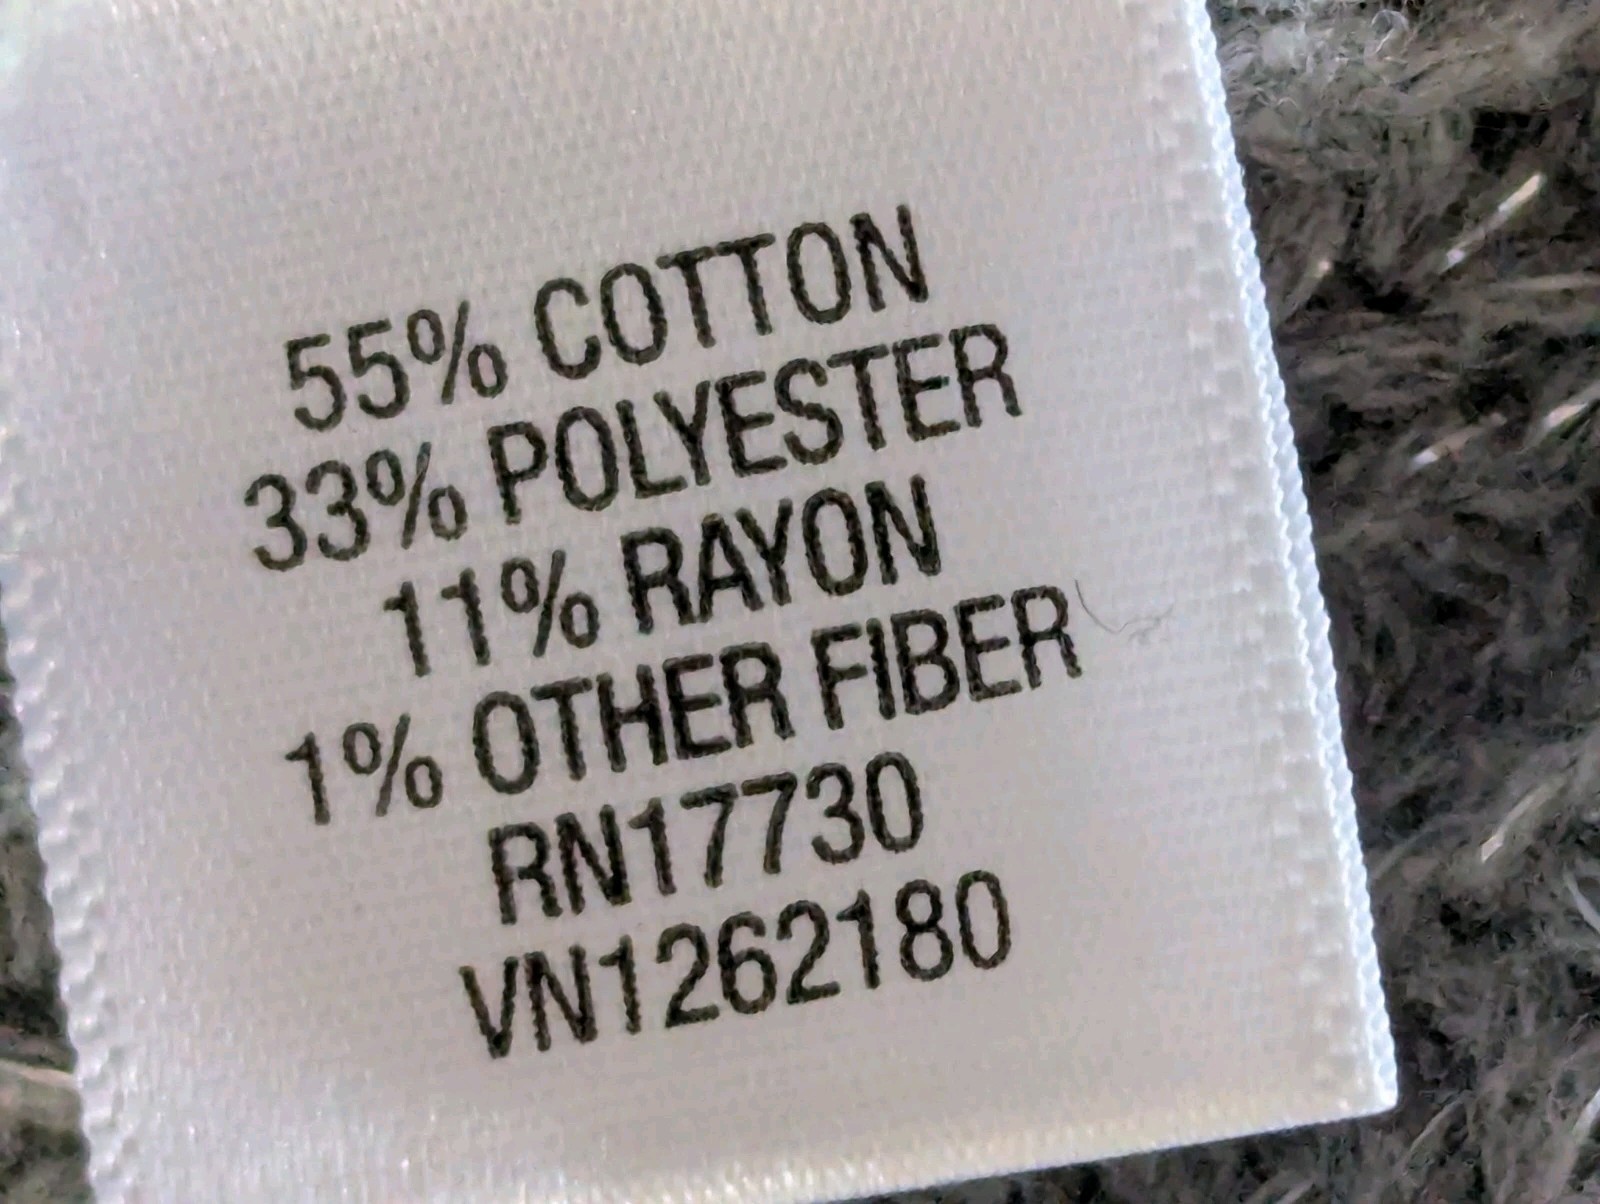 55% COTTON
33% POLYESTER
11% RAYON
1% OTHER FIBER
RN17730
VN1262180